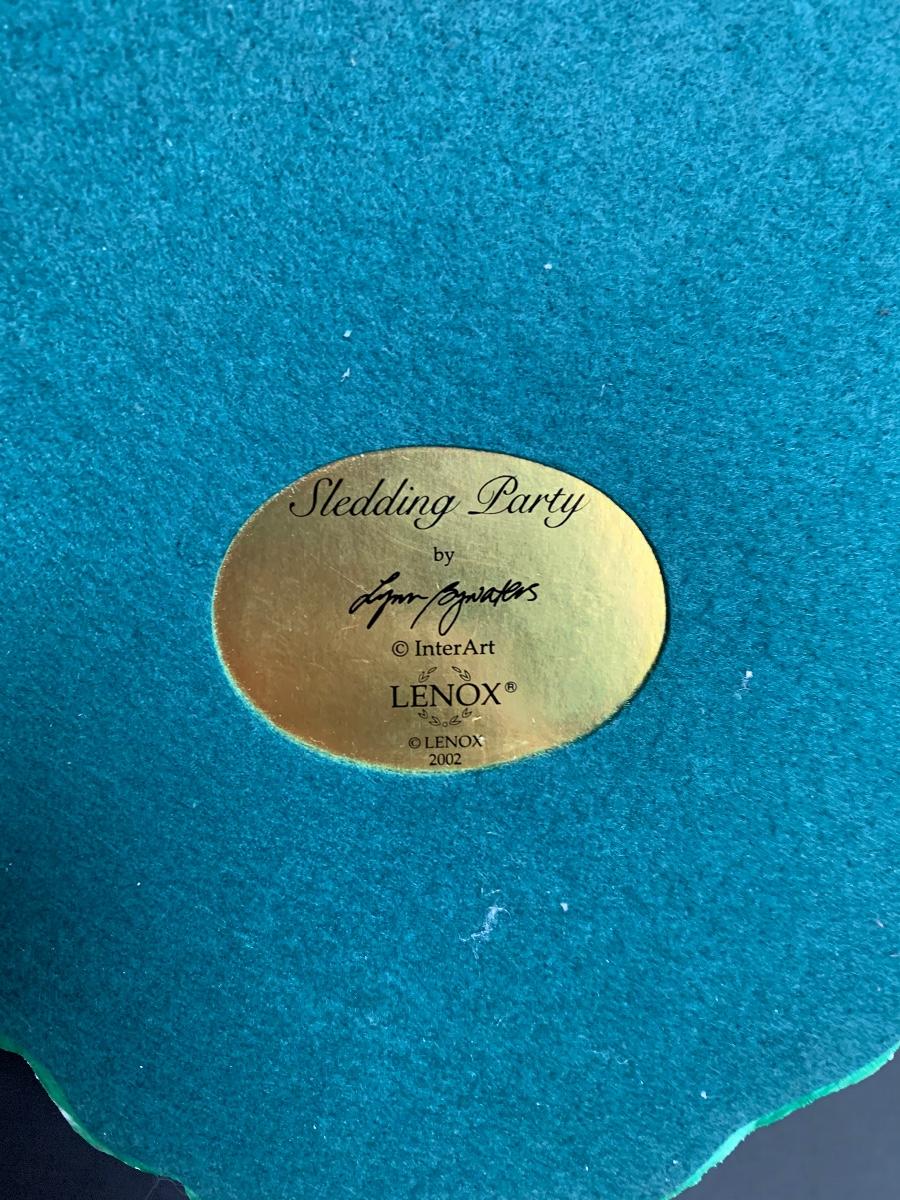 Sledding Party
by
Lynn Bywaters
© InterArt
LENOX®
© LENOX
2002